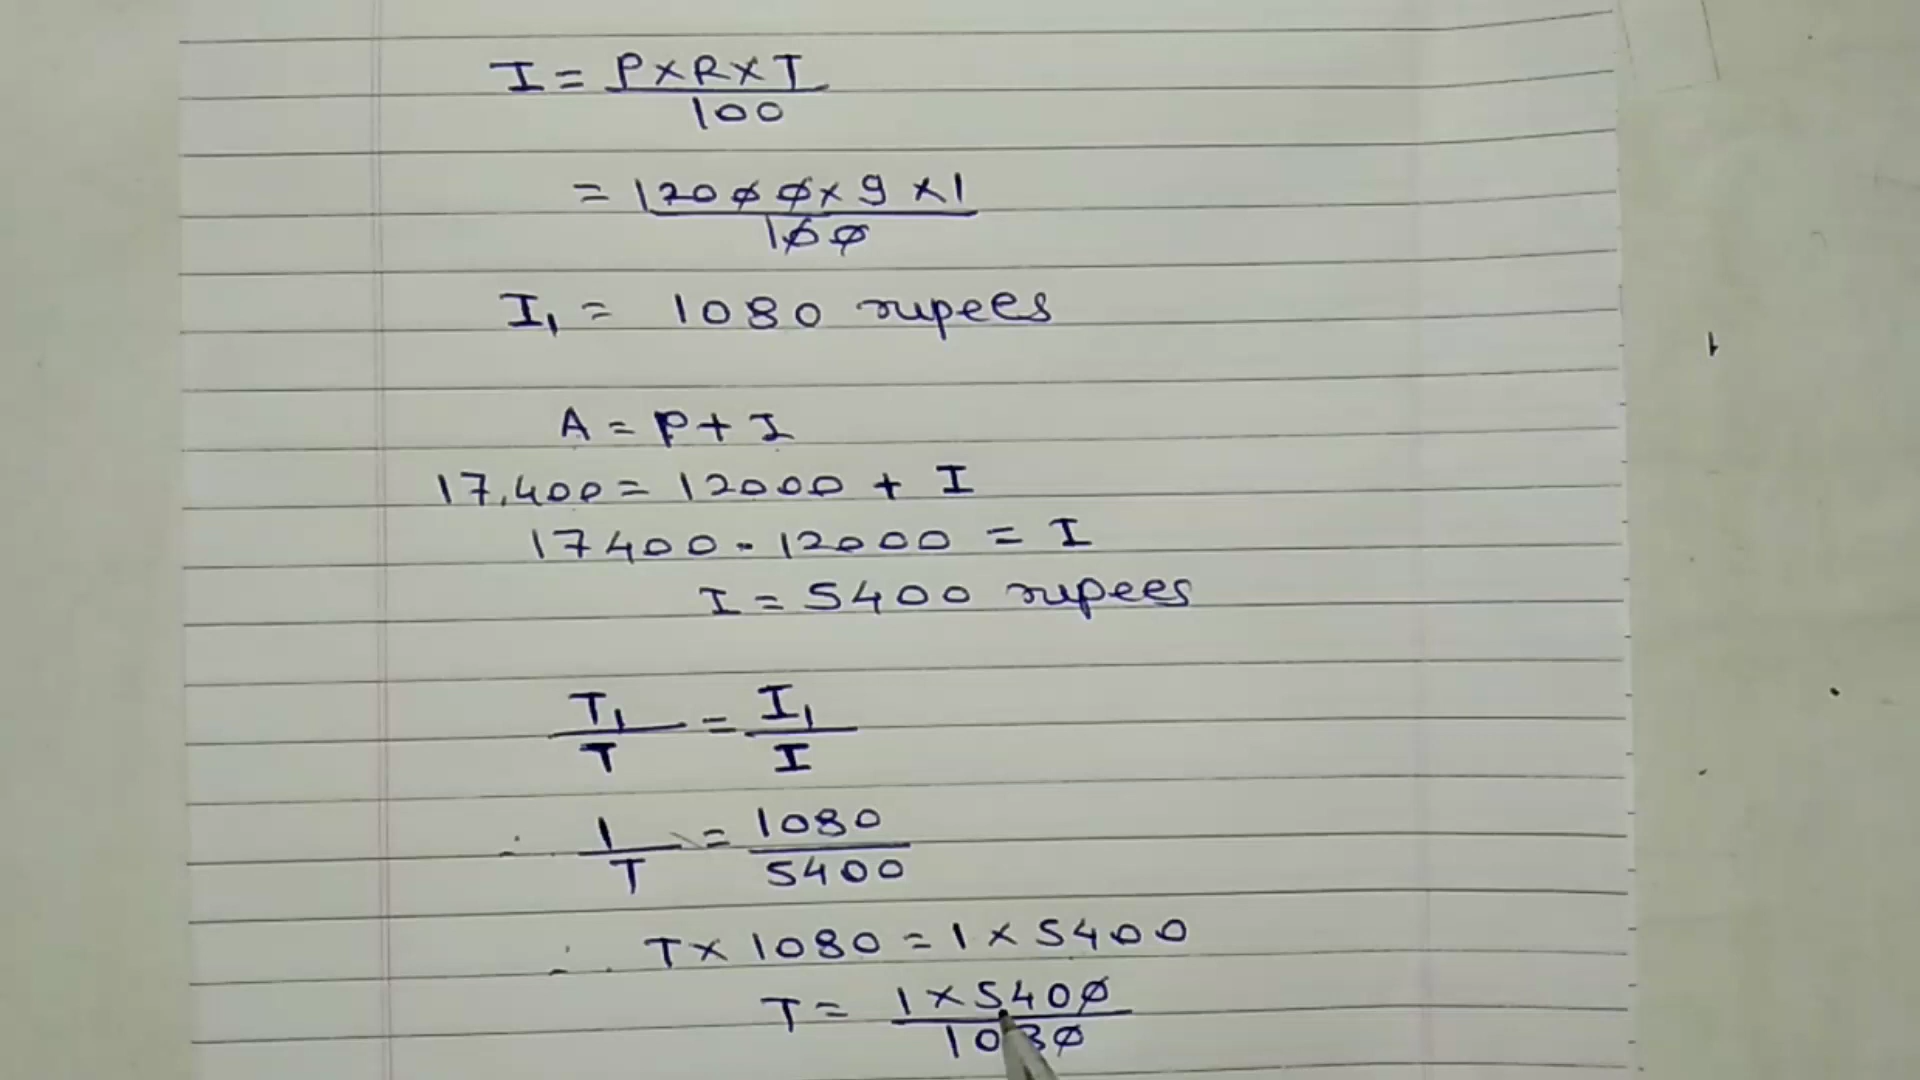 I = P×R×T
100
= 12000×9×1
100
I₁ = 1080 rupees
A = P + I
17,400 = 12000 + I
17400 - 12000 = I
I = 5400 rupees
T₁ = I₁
T I
∴ 1 = 1080
T 5400
∴ T× 1080 = 1 × 5400
T = 1 × 5400
1080